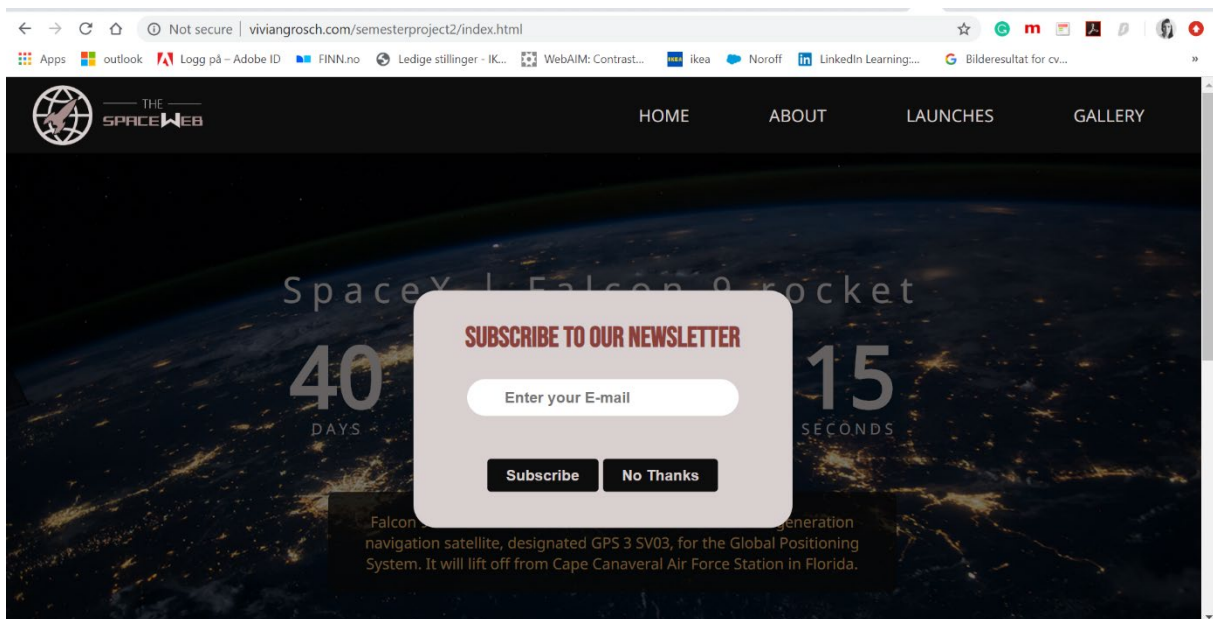 Not secure | viviangrosch.com/semesterproject2/index.html
Apps outlook Logg på – Adobe ID FINN.no Ledige stillinger - IK... WebAIM: Contrast... ikea Noroff LinkedIn Learning:... Bilderesultat for cv... »
THE
SPACEWEB
HOME ABOUT LAUNCHES GALLERY
SpaceX | Falcon 9 rocket
SUBSCRIBE TO OUR NEWSLETTER
40 15
Enter your E-mail
DAYS SECONDS
Subscribe No Thanks
Falcon generation
navigation satellite, designated GPS 3 SV03, for the Global Positioning
System. It will lift off from Cape Canaveral Air Force Station in Florida.